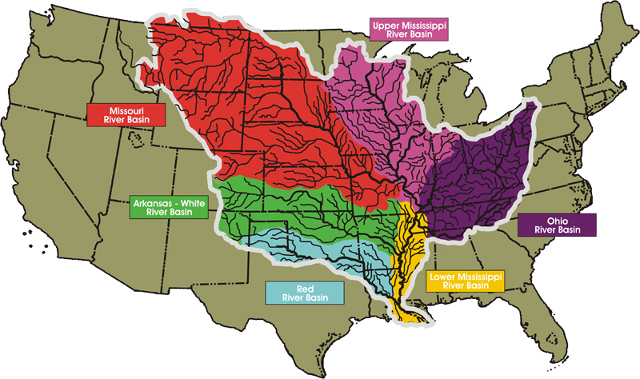 Upper Mississippi
River Basin
Missouri
River Basin
Arkansas - White
River Basin
Ohio
River Basin
Lower Mississippi
River Basin
Red
River Basin